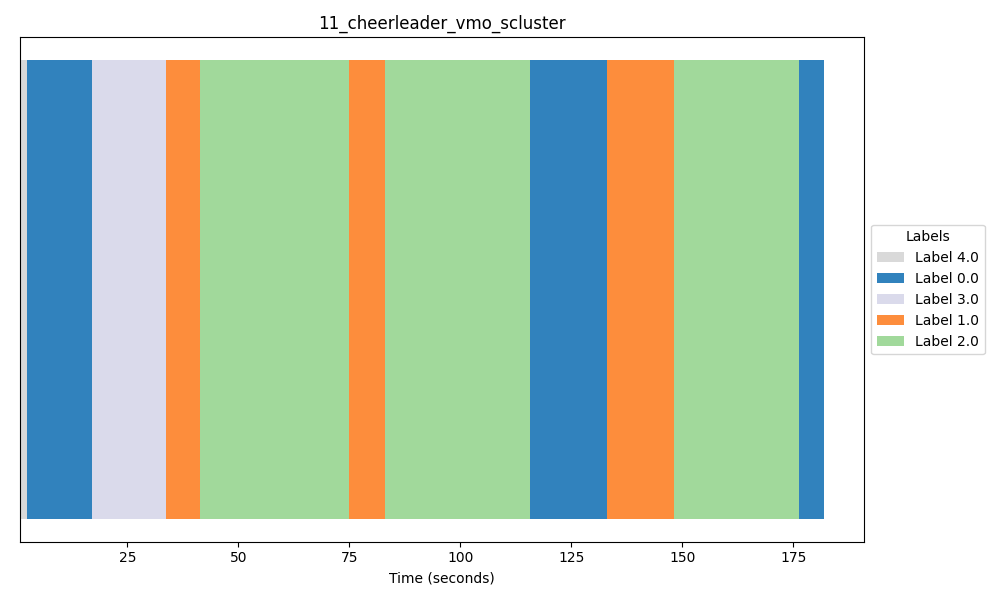 11_cheerleader_vmo_scluster
Labels
Label 4.0
Label 0.0
Label 3.0
Label 1.0
Label 2.0
25 50 75 100 125 150 175
Time (seconds)